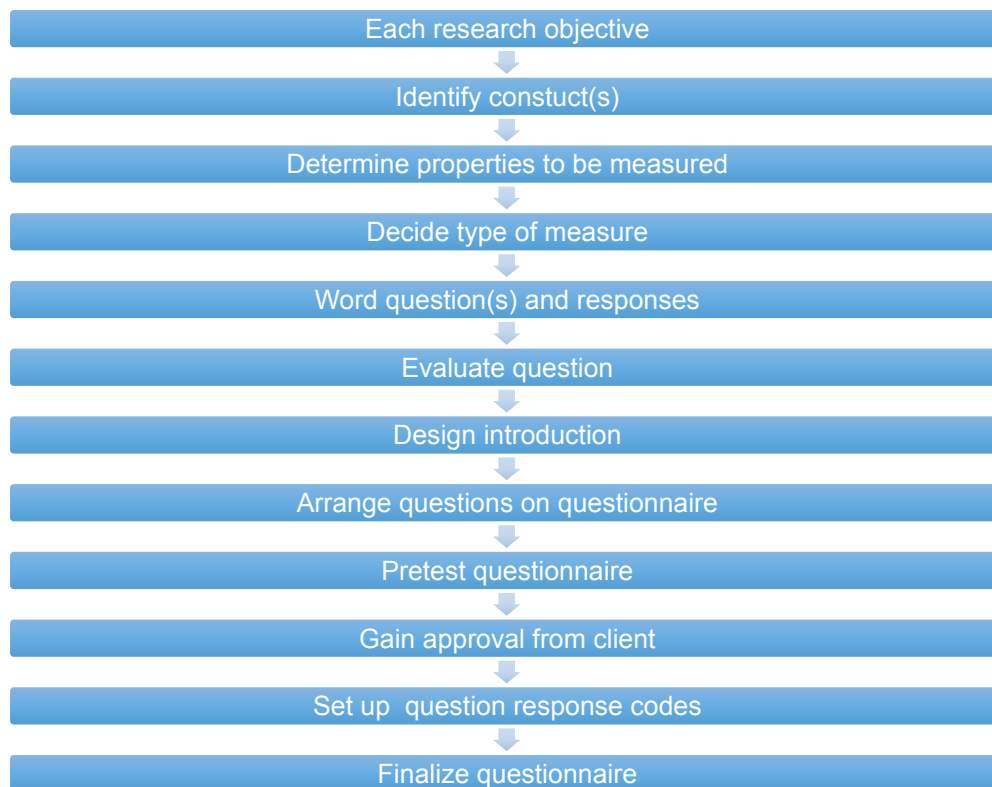 Each research objective
Identify constuct(s)
Determine properties to be measured
Decide type of measure
Word question(s) and responses
Evaluate question
Design introduction
Arrange questions on questionnaire
Pretest questionnaire
Gain approval from client
Set up  question response codes
Finalize questionnaire